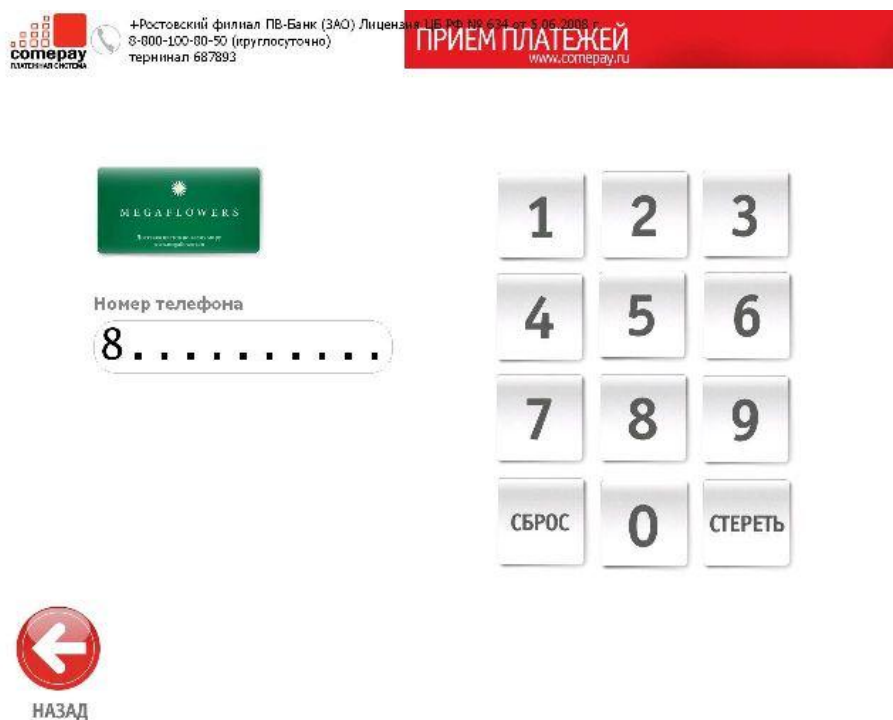 comepay
ПЛАТЕЖНАЯ СИСТЕМА
+Ростовский филиал ПВ-Банк (ЗАО) Лицензия ЦБ РФ № 634 от 5.06.2008 г.
8-800-100-80-50 (круглосуточно)
терминал 687893
ПРИЕМ ПЛАТЕЖЕЙ
www.comepay.ru
MEGAFLOWERS
Номер телефона
8..........
1 2 3
4 5 6
7 8 9
СБРОС 0 СТЕРЕТЬ
НАЗАД